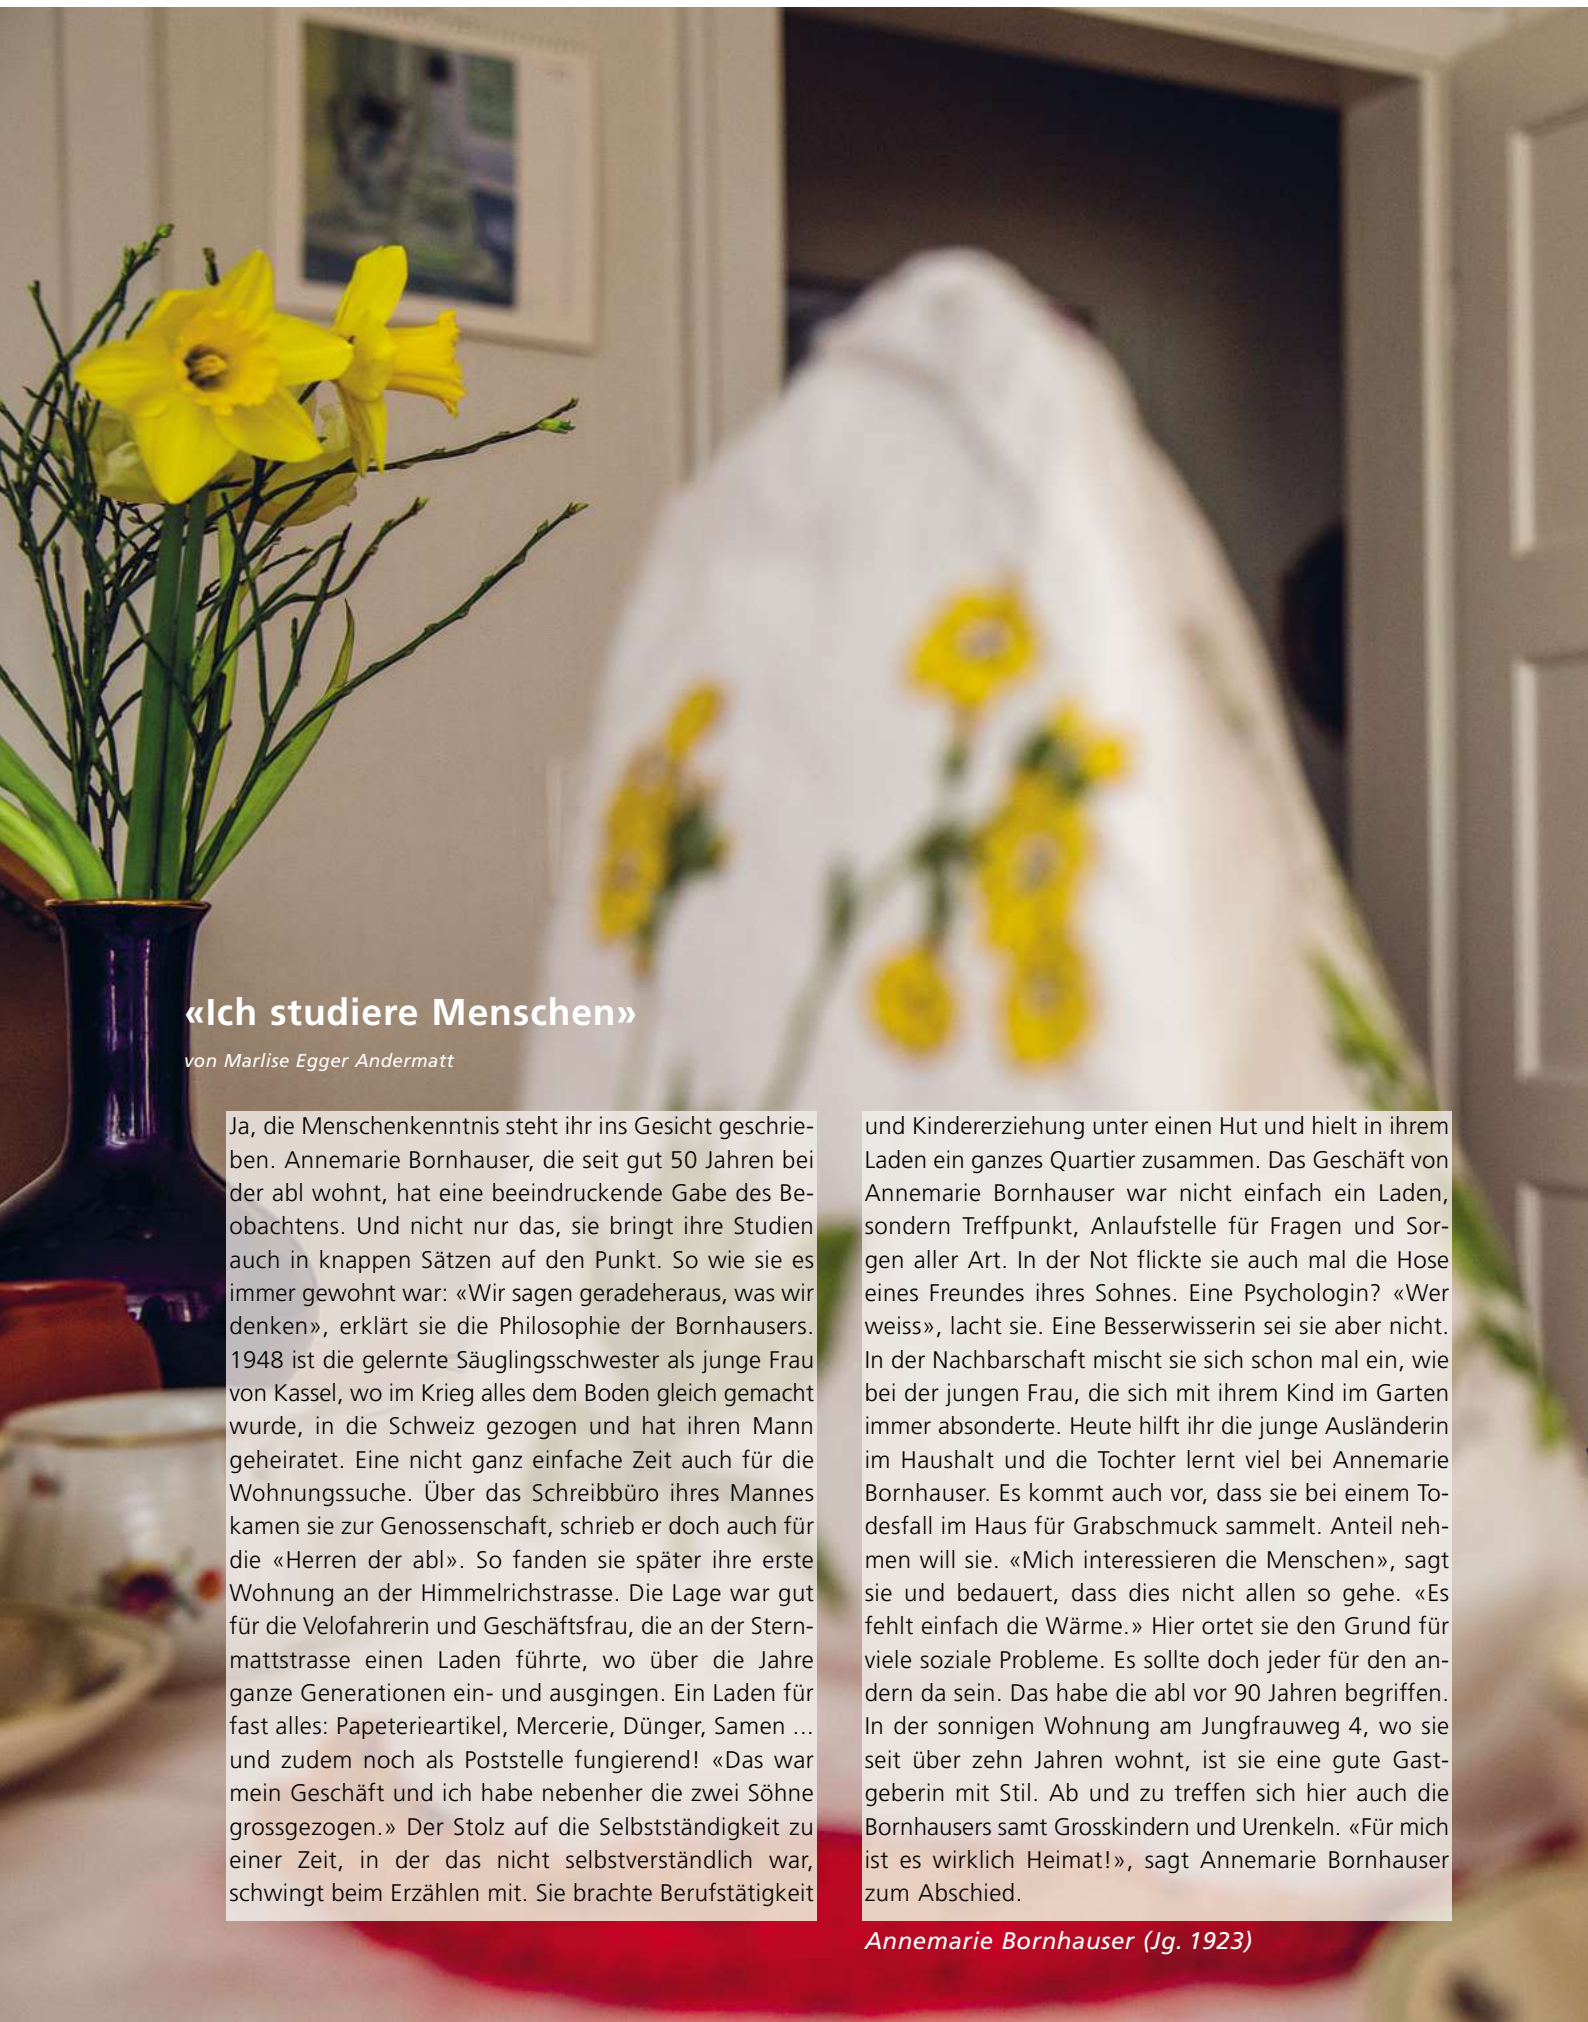 «Ich studiere Menschen»
von Marlise Egger Andermatt
Ja, die Menschenkenntnis steht ihr ins Gesicht geschrie-
ben. Annemarie Bornhauser, die seit gut 50 Jahren bei
der abl wohnt, hat eine beeindruckende Gabe des Be-
obachtens. Und nicht nur das, sie bringt ihre Studien
auch in knappen Sätzen auf den Punkt. So wie sie es
immer gewohnt war: «Wir sagen geradeheraus, was wir
denken», erklärt sie die Philosophie der Bornhausers.
1948 ist die gelernte Säuglingsschwester als junge Frau
von Kassel, wo im Krieg alles dem Boden gleich gemacht
wurde, in die Schweiz gezogen und hat ihren Mann
geheiratet. Eine nicht ganz einfache Zeit auch für die
Wohnungssuche. Über das Schreibbüro ihres Mannes
kamen sie zur Genossenschaft, schrieb er doch auch für
die «Herren der abl». So fanden sie später ihre erste
Wohnung an der Himmelrichstrasse. Die Lage war gut
für die Velofahrerin und Geschäftsfrau, die an der Stern-
mattstrasse einen Laden führte, wo über die Jahre
ganze Generationen ein- und ausgingen. Ein Laden für
fast alles: Papeterieartikel, Mercerie, Dünger, Samen ...
und zudem noch als Poststelle fungierend! «Das war
mein Geschäft und ich habe nebenher die zwei Söhne
grossgezogen.» Der Stolz auf die Selbstständigkeit zu
einer Zeit, in der das nicht selbstverständlich war,
schwingt beim Erzählen mit. Sie brachte Berufstätigkeit
und Kindererziehung unter einen Hut und hielt in ihrem
Laden ein ganzes Quartier zusammen. Das Geschäft von
Annemarie Bornhauser war nicht einfach ein Laden,
sondern Treffpunkt, Anlaufstelle für Fragen und Sor-
gen aller Art. In der Not flickte sie auch mal die Hose
eines Freundes ihres Sohnes. Eine Psychologin? «Wer
weiss», lacht sie. Eine Besserwisserin sei sie aber nicht.
In der Nachbarschaft mischt sie sich schon mal ein, wie
bei der jungen Frau, die sich mit ihrem Kind im Garten
immer absonderte. Heute hilft ihr die junge Ausländerin
im Haushalt und die Tochter lernt viel bei Annemarie
Bornhauser. Es kommt auch vor, dass sie bei einem To-
desfall im Haus für Grabschmuck sammelt. Anteil neh-
men will sie. «Mich interessieren die Menschen», sagt
sie und bedauert, dass dies nicht allen so gehe. «Es
fehlt einfach die Wärme.» Hier ortet sie den Grund für
viele soziale Probleme. Es sollte doch jeder für den an-
dern da sein. Das habe die abl vor 90 Jahren begriffen.
In der sonnigen Wohnung am Jungfrauweg 4, wo sie
seit über zehn Jahren wohnt, ist sie eine gute Gast-
geberin mit Stil. Ab und zu treffen sich hier auch die
Bornhausers samt Grosskindern und Urenkeln. «Für mich
ist es wirklich Heimat!», sagt Annemarie Bornhauser
zum Abschied.
Annemarie Bornhauser (Jg. 1923)